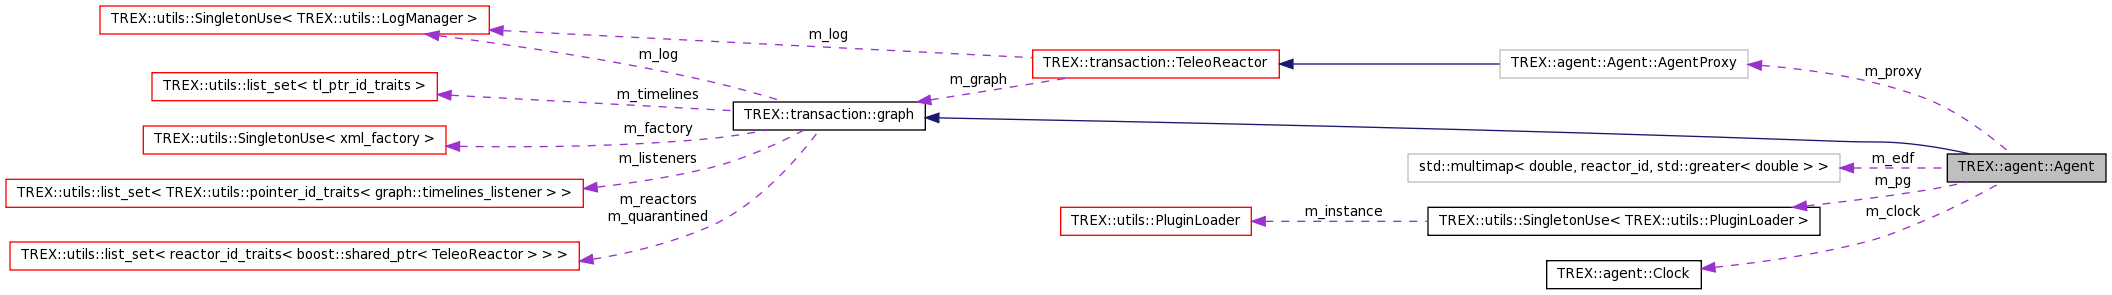 TREX::utils::SingletonUse< TREX::utils::LogManager >
m_log
m_log
TREX::transaction::TeleoReactor
TREX::agent::Agent::AgentProxy
m_proxy
m_graph
TREX::utils::list_set< tl_ptr_id_traits >
m_timelines
TREX::transaction::graph
m_factory
TREX::utils::SingletonUse< xml_factory >
m_listeners
std::multimap< double, reactor_id, std::greater< double > >
m_edf
TREX::agent::Agent
m_pg
TREX::utils::list_set< TREX::utils::pointer_id_traits< graph::timelines_listener > >
m_reactors
m_quarantined
TREX::utils::PluginLoader
m_instance
TREX::utils::SingletonUse< TREX::utils::PluginLoader >
m_clock
TREX::utils::list_set< reactor_id_traits< boost::shared_ptr< TeleoReactor > > >
TREX::agent::Clock